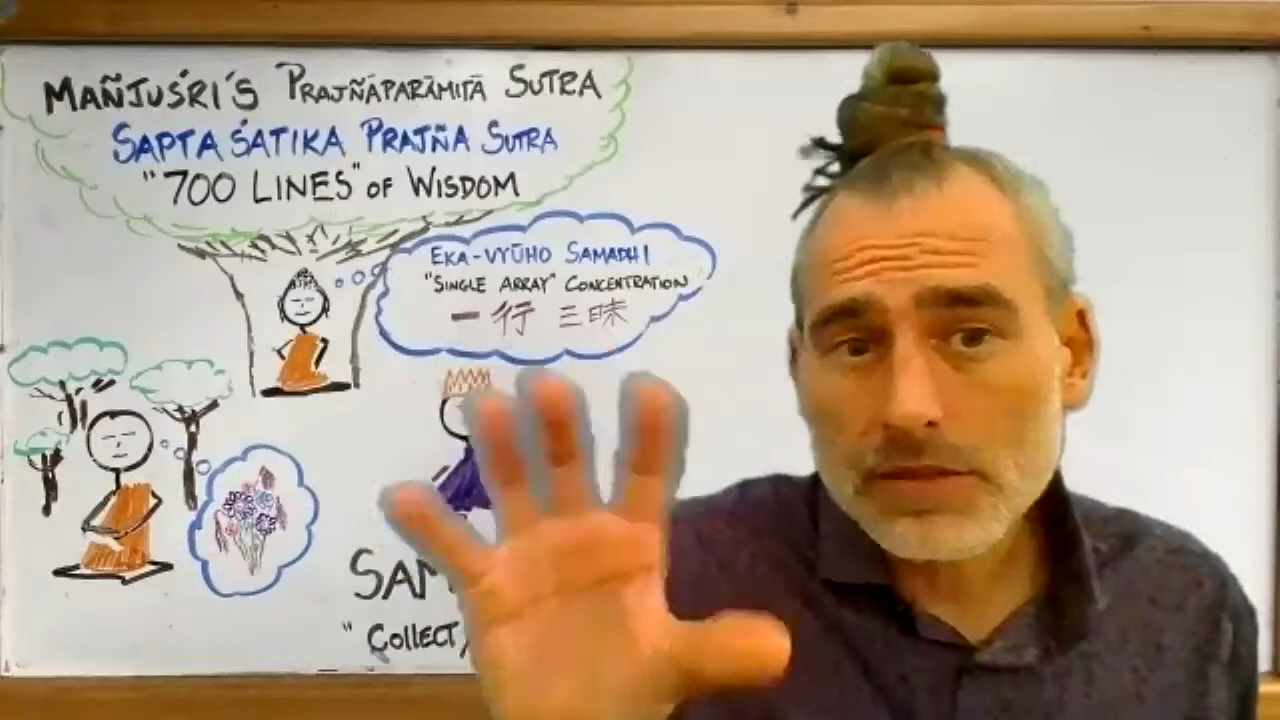 MAÑJUŚRI'S PRAJÑÁPARĀMITĀ SUTRA
SAPTA ŚATIKA PRAJÑA SUTRA
"700 LINES" OF WISDOM
EKA-VYŪHO SAMADHI
"SINGLE ARRAY" CONCENTRATION
一行 三昧
SAM
" COLLECT,